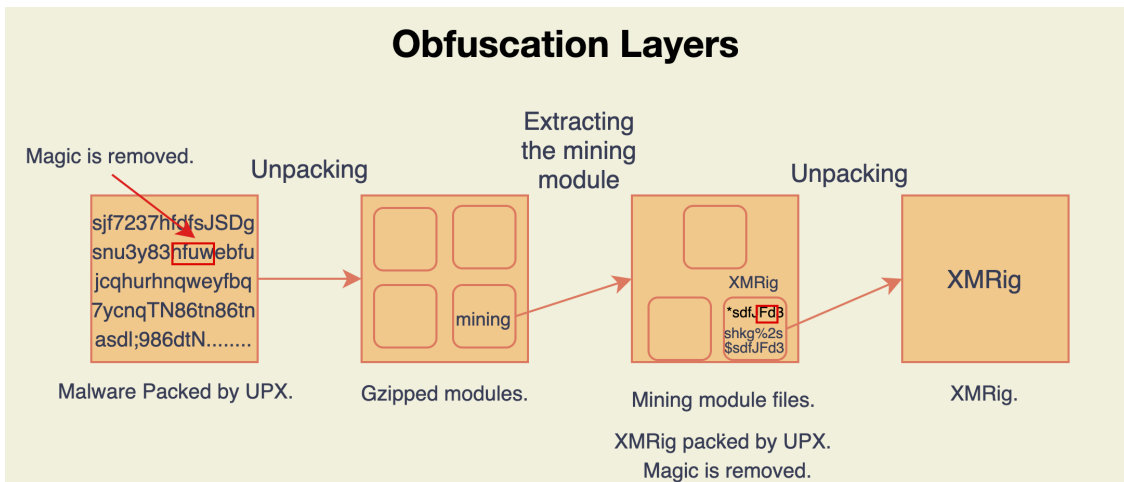 Obfuscation Layers
Magic is removed.
Unpacking
Extracting
the mining
module
Unpacking
sjf7237hfdfsJSDg
snu3y83nfuwebfu
jcqhurhnqweyfbq
7ycnqTN86tn86tn
asdl;986dtN........
mining
XMRig
*sdfJFd3
shkg%2s
$sdfJFd3
XMRig
Malware Packed by UPX.
Gzipped modules.
Mining module files.
XMRig packed by UPX.
Magic is removed.
XMRig.